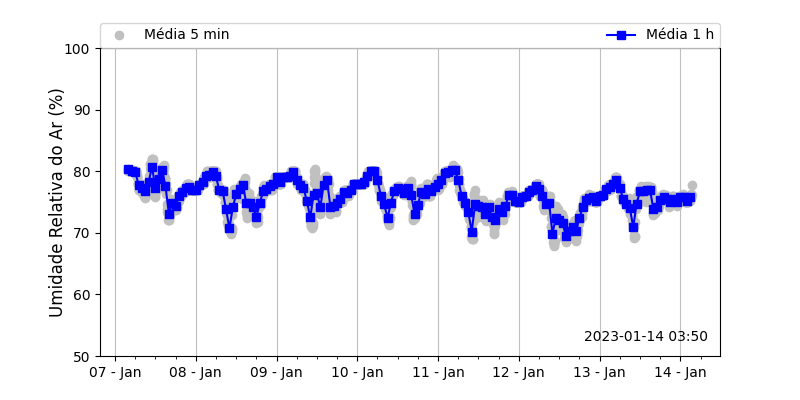 Média 5 min
Média 1 h
Umidade Relativa do Ar (%)
100
90
80
70
60
50
2023-01-14 03:50
07 - Jan
08 - Jan
09 - Jan
10 - Jan
11 - Jan
12 - Jan
13 - Jan
14 - Jan